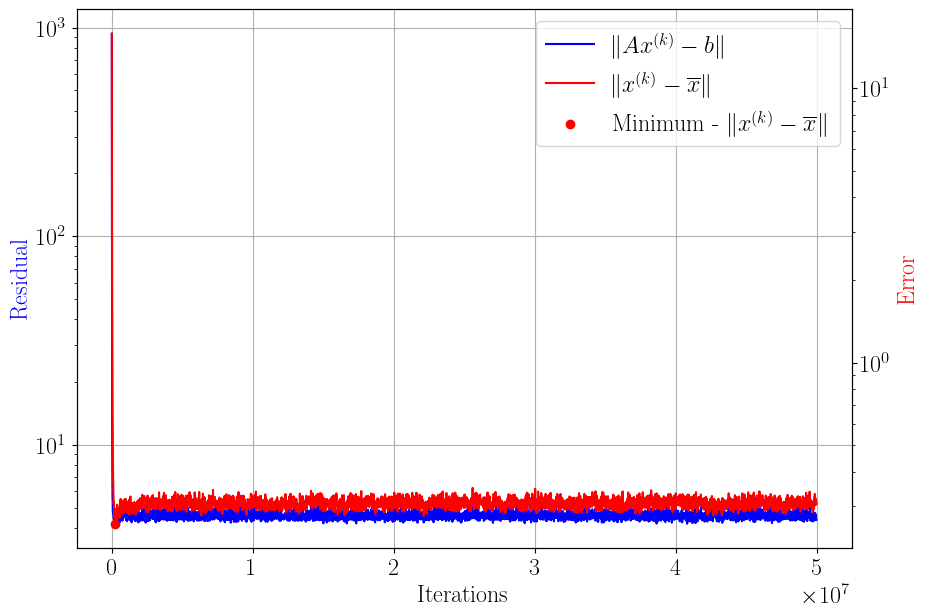 ‖Ax⁽ᵏ⁾ − b‖
‖x⁽ᵏ⁾ − x̅‖
Minimum - ‖x⁽ᵏ⁾ − x̅‖
10³
10²
10¹
Residual
10¹
10⁰
Error
0 1 2 3 4 5
×10⁷
Iterations